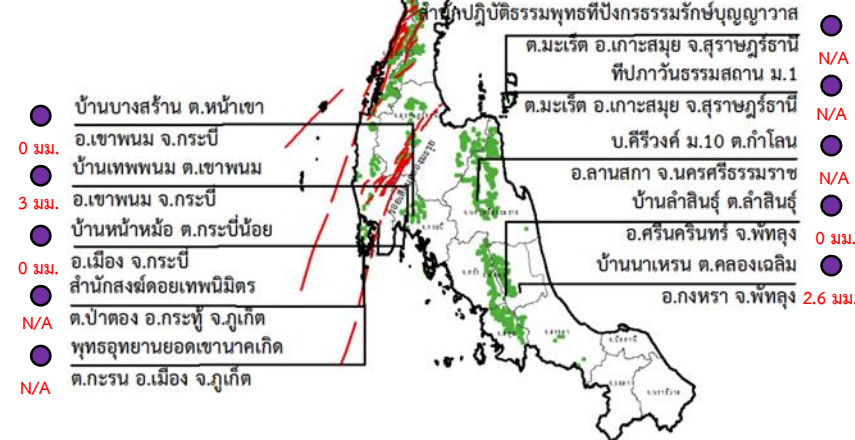 สำนักปฏิบัติธรรมพุทธทีปังกรธรรมรักษ์บุญญาวาส
ต.มะเร็ต อ.เกาะสมุย จ.สุราษฎร์ธานี
N/A
ทีปภาวันธรรมสถาน ม.1
ต.มะเร็ต อ.เกาะสมุย จ.สุราษฎร์ธานี
N/A
บ.คีรีวงค์ ม.10 ต.กำโลน
อ.ลานสกา จ.นครศรีธรรมราช
N/A
บ้านลำสินธุ์ ต.ลำสินธุ์
อ.ศรีนครินทร์ จ.พัทลุง
0 มม.
บ้านนาเหรน ต.คลองเฉลิม
อ.กงหรา จ.พัทลุง
2.6 มม.
บ้านบางสร้าน ต.หน้าเขา
อ.เขาพนม จ.กระบี่
0 มม.
บ้านเทพพนม ต.เขาพนม
อ.เขาพนม จ.กระบี่
3 มม.
บ้านหน้าหม้อ ต.กระบี่น้อย
อ.เมือง จ.กระบี่
0 มม.
สำนักสงฆ์ดอยเทพนิมิตร
ต.ป่าตอง อ.กระทู้ จ.ภูเก็ต
N/A
พุทธอุทยานยอดเขานาคเกิด
ต.กะรน อ.เมือง จ.ภูเก็ต
N/A